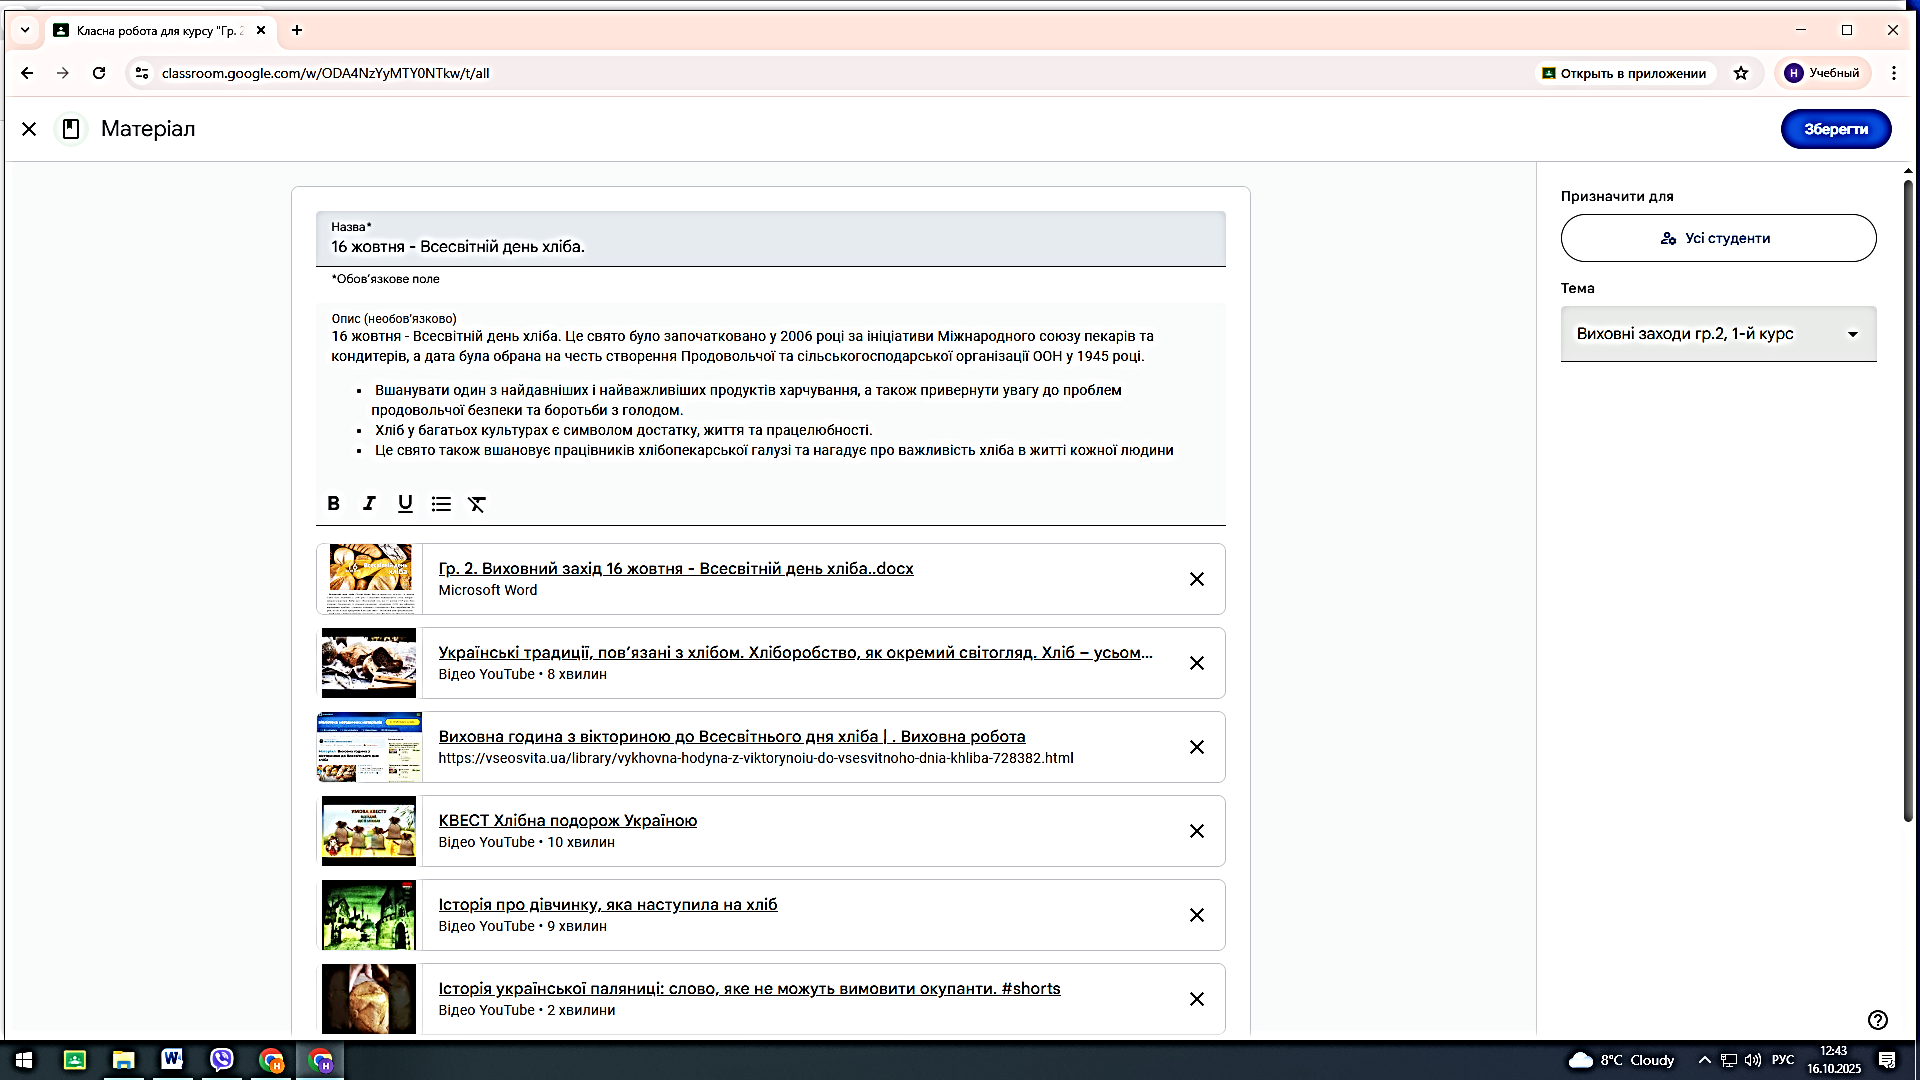 Класна робота для курсу "Гр. 2
classroom.google.com/w/ODA4NzYyMTY0NTkw/t/all
Открыть в приложении
Н
Учебный
Матеріал
Зберегти
Назва*
16 жовтня - Всесвітній день хліба.
*Обов’язкове поле
Опис (необов’язково)
16 жовтня - Всесвітній день хліба. Це свято було започатковано у 2006 році за ініціативи Міжнародного союзу пекарів та
кондитерів, а дата була обрана на честь створення Продовольчої та сільськогосподарської організації ООН у 1945 році.
• Вшанувати один з найдавніших і найважливіших продуктів харчування, а також привернути увагу до проблем
продовольчої безпеки та боротьби з голодом.
• Хліб у багатьох культурах є символом достатку, життя та працелюбності.
• Це свято також вшановує працівників хлібопекарської галузі та нагадує про важливість хліба в житті кожної людини
B I U
Гр. 2. Виховний захід 16 жовтня - Всесвітній день хліба..docx
Microsoft Word
Українські традиції, пов’язані з хлібом. Хліборобство, як окремий світогляд. Хліб – усьом...
Відео YouTube • 8 хвилин
Виховна година з вікториною до Всесвітнього дня хліба | . Виховна робота
https://vseosvita.ua/library/vykhovna-hodyna-z-viktorynoiu-do-vsesvitnoho-dnia-khliba-728382.html
КВЕСТ Хлібна подорож Україною
Відео YouTube • 10 хвилин
Історія про дівчинку, яка наступила на хліб
Відео YouTube • 9 хвилин
Історія української паляниці: слово, яке не можуть вимовити окупанти. #shorts
Відео YouTube • 2 хвилини
Призначити для
Усі студенти
Тема
Виховні заходи гр.2, 1-й курс
8°C Cloudy
РУС
12:43
16.10.2025